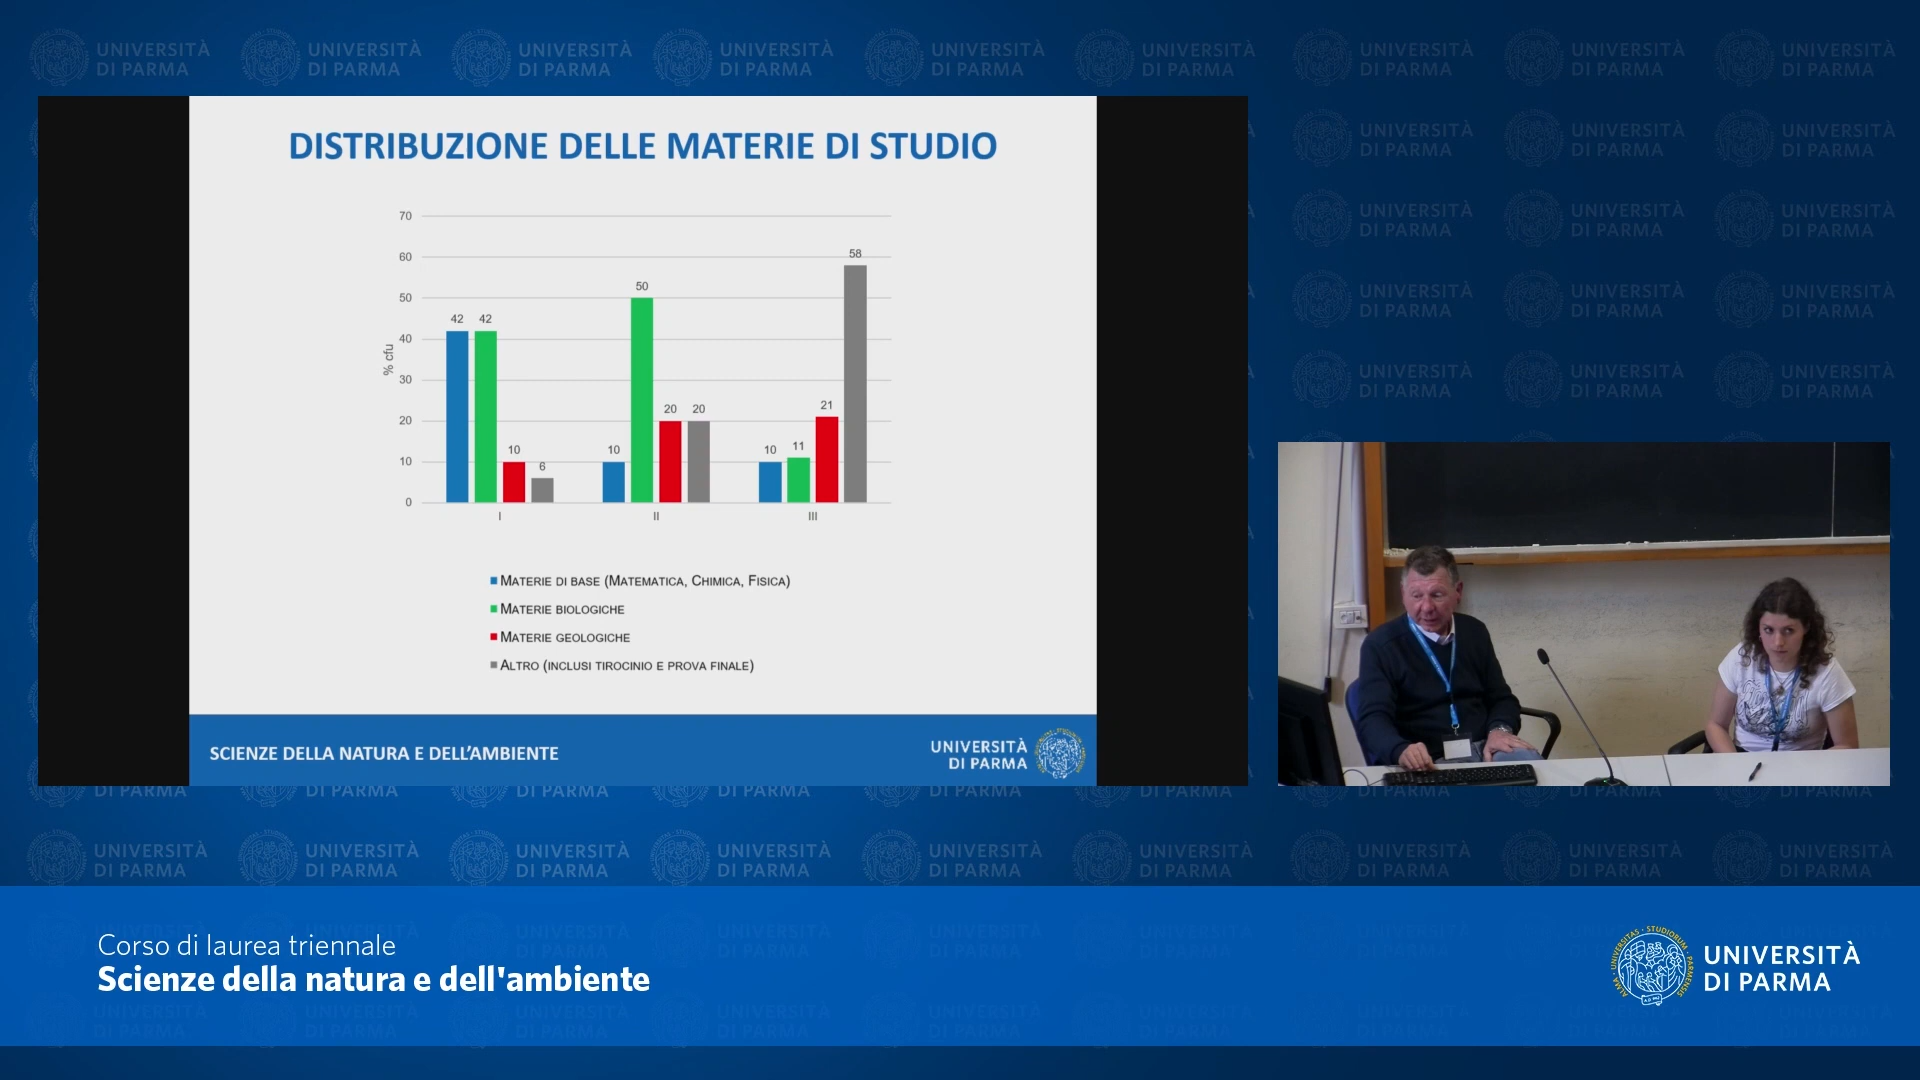 DISTRIBUZIONE DELLE MATERIE DI STUDIO
70
60
50
40
30
20
10
0
% cfu
42
42
10
6
10
50
20
20
10
11
21
58
I
II
III
MATERIE DI BASE (MATEMATICA, CHIMICA, FISICA)
MATERIE BIOLOGICHE
MATERIE GEOLOGICHE
ALTRO (INCLUSI TIROCINIO E PROVA FINALE)
SCIENZE DELLA NATURA E DELL'AMBIENTE
UNIVERSITÀ
DI PARMA
Corso di laurea triennale
Scienze della natura e dell'ambiente
UNIVERSITÀ
DI PARMA